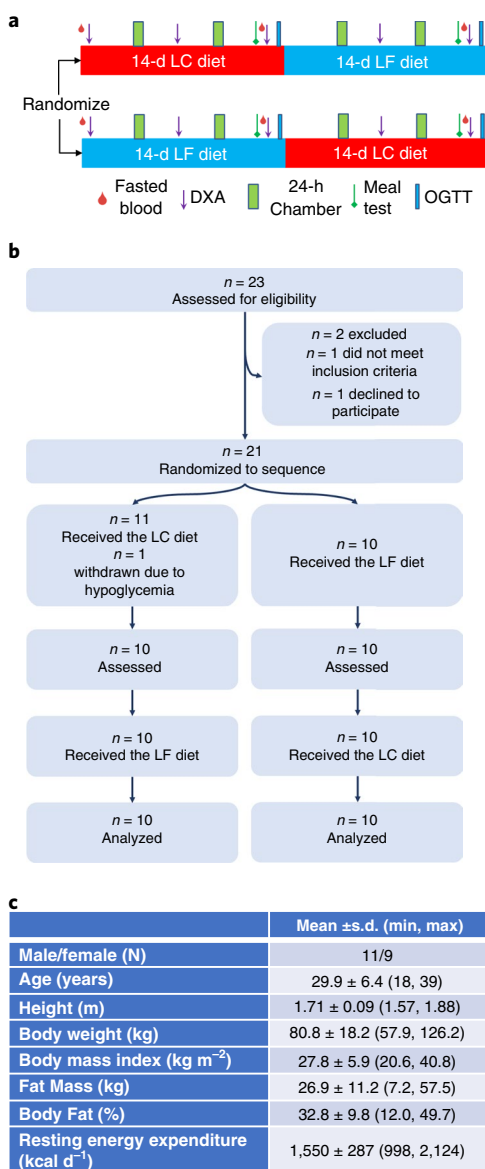 a
14-d LC diet
14-d LF diet
Randomize
14-d LF diet
14-d LC diet
Fasted
blood
DXA
24-h
Chamber
Meal
test
OGTT
b
n = 23
Assessed for eligibility
n = 2 excluded
n = 1 did not meet
inclusion criteria
n = 1 declined to
participate
n = 21
Randomized to sequence
n = 11
Received the LC diet
n = 1
withdrawn due to
hypoglycemia
n = 10
Received the LF diet
n = 10
Assessed
n = 10
Assessed
n = 10
Received the LF diet
n = 10
Received the LC diet
n = 10
Analyzed
n = 10
Analyzed
c
Mean ±s.d. (min, max)
Male/female (N) 11/9
Age (years) 29.9 ± 6.4 (18, 39)
Height (m) 1.71 ± 0.09 (1.57, 1.88)
Body weight (kg) 80.8 ± 18.2 (57.9, 126.2)
Body mass index (kg m⁻²) 27.8 ± 5.9 (20.6, 40.8)
Fat Mass (kg) 26.9 ± 11.2 (7.2, 57.5)
Body Fat (%) 32.8 ± 9.8 (12.0, 49.7)
Resting energy expenditure
(kcal d⁻¹) 1,550 ± 287 (998, 2,124)